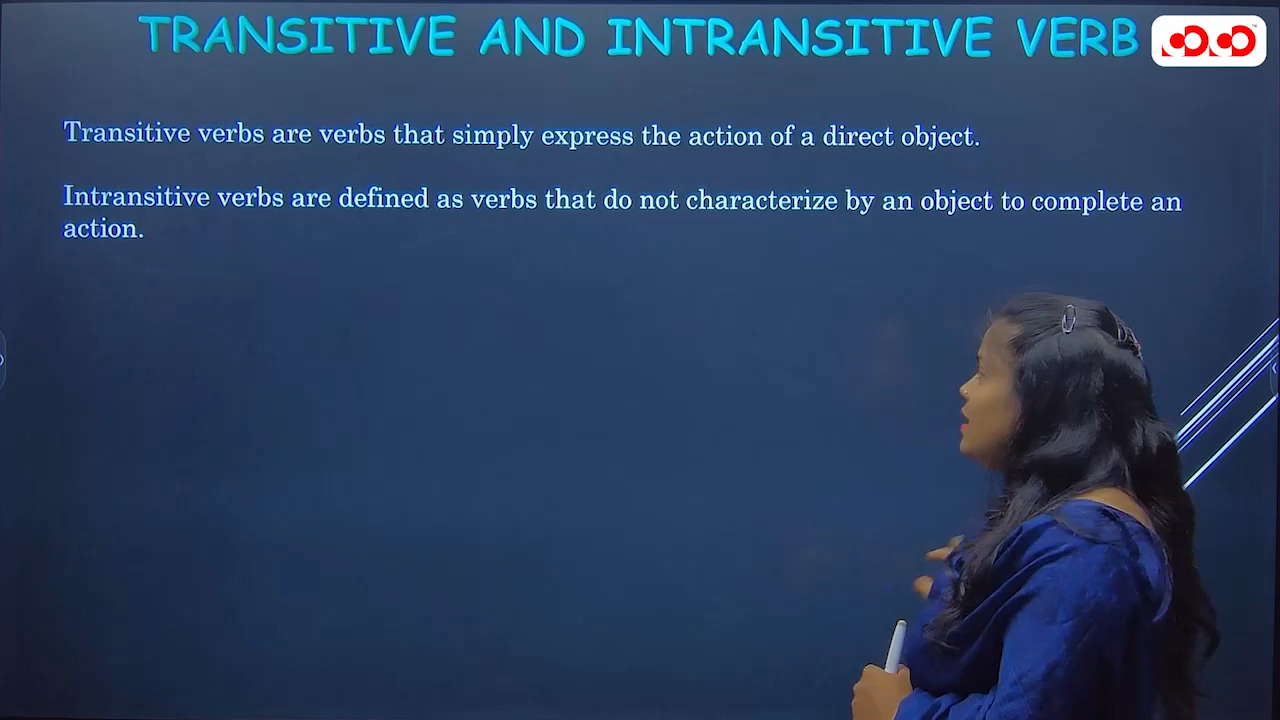 TRANSITIVE AND INTRANSITIVE VERB
Transitive verbs are verbs that simply express the action of a direct object.
Intransitive verbs are defined as verbs that do not characterize by an object to complete an
action.